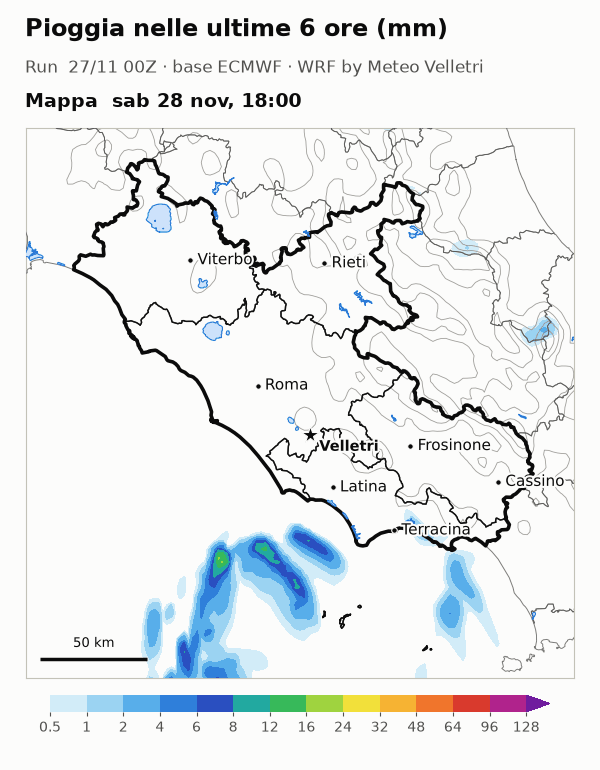 Pioggia nelle ultime 6 ore (mm)
Run  27/11 00Z · base ECMWF · WRF by Meteo Velletri
Mappa  sab 28 nov, 18:00
Viterbo
Rieti
Roma
Velletri
Frosinone
Latina
Cassino
Terracina
50 km
0.5 1 2 4 6 8 12 16 24 32 48 64 96 128